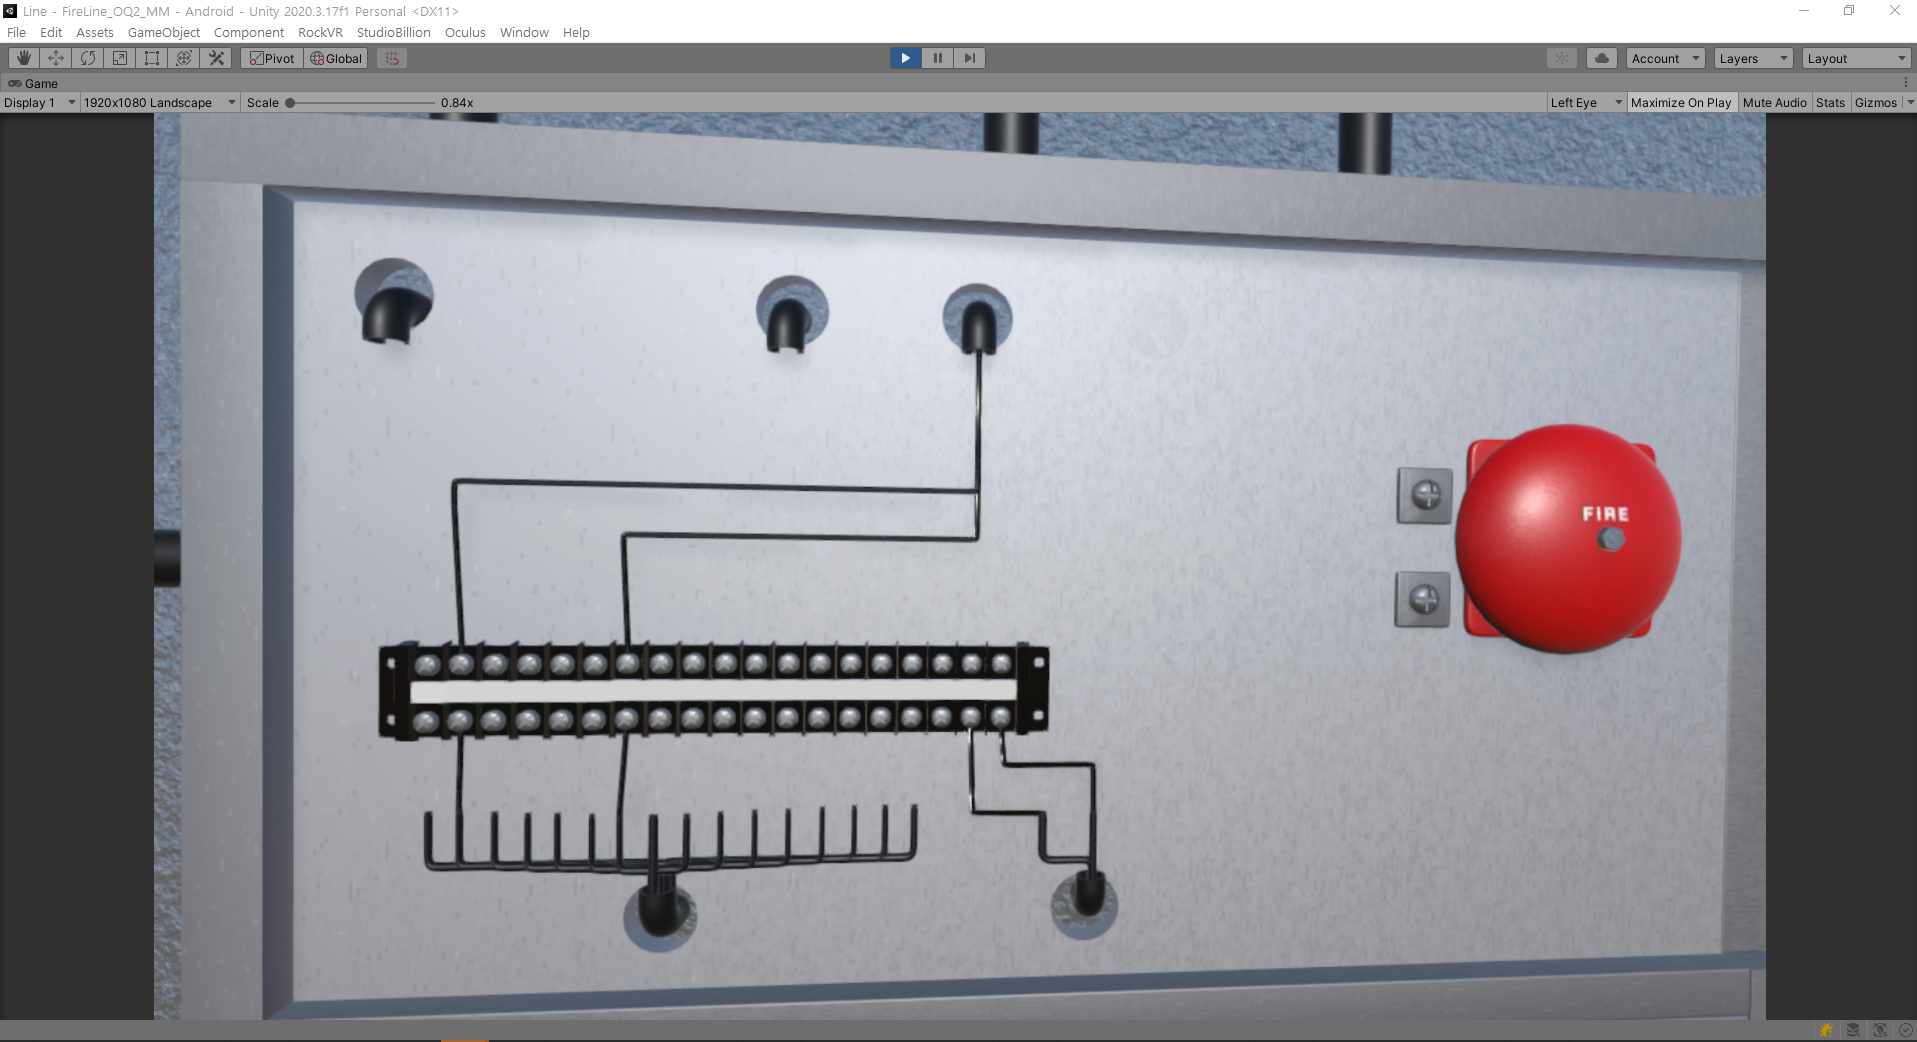 Line - FireLine_OQ2_MM - Android - Unity 2020.3.17f1 Personal <DX11>
File Edit Assets GameObject Component RockVR StudioBillion Oculus Window Help
Pivot Global Account Layers Layout
Game
Display 1 1920x1080 Landscape Scale 0.84x Left Eye Maximize On Play Mute Audio Stats Gizmos
FIRE